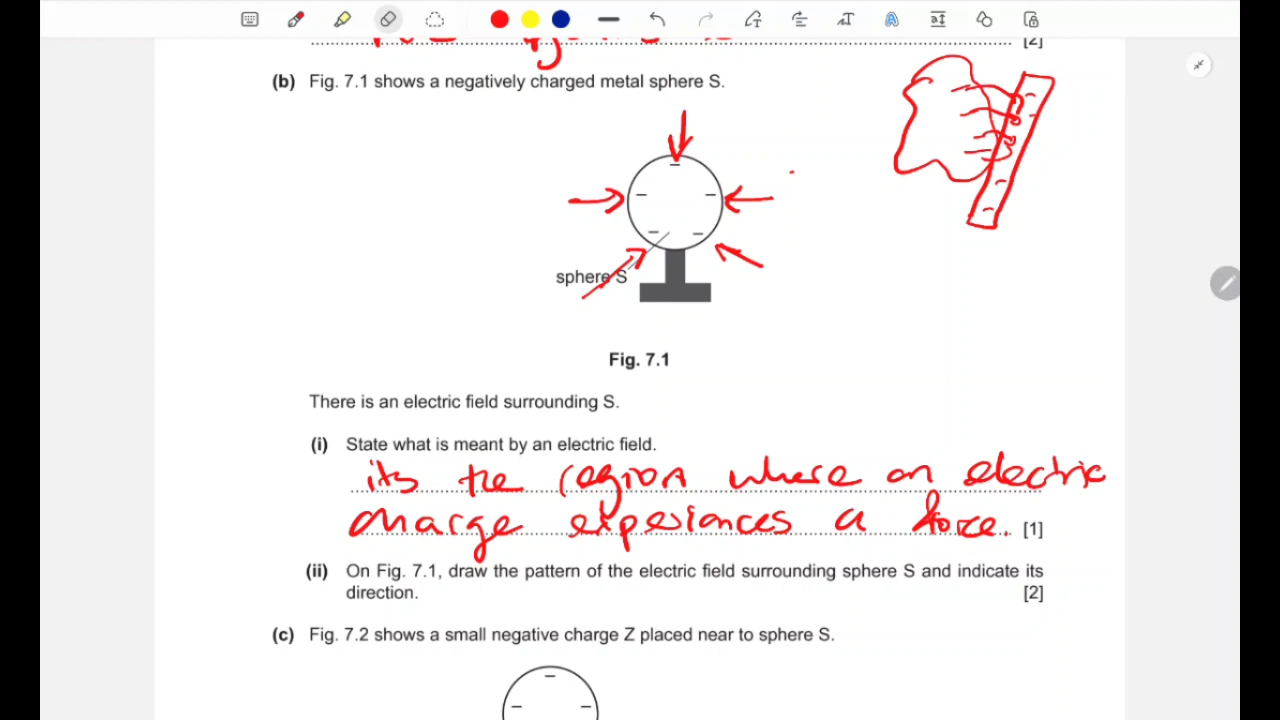 [2]
(b) Fig. 7.1 shows a negatively charged metal sphere S.
sphere S
Fig. 7.1
There is an electric field surrounding S.
(i) State what is meant by an electric field.
its the region where an electric
charge experiances a force. [1]
(ii) On Fig. 7.1, draw the pattern of the electric field surrounding sphere S and indicate its
direction. [2]
(c) Fig. 7.2 shows a small negative charge Z placed near to sphere S.